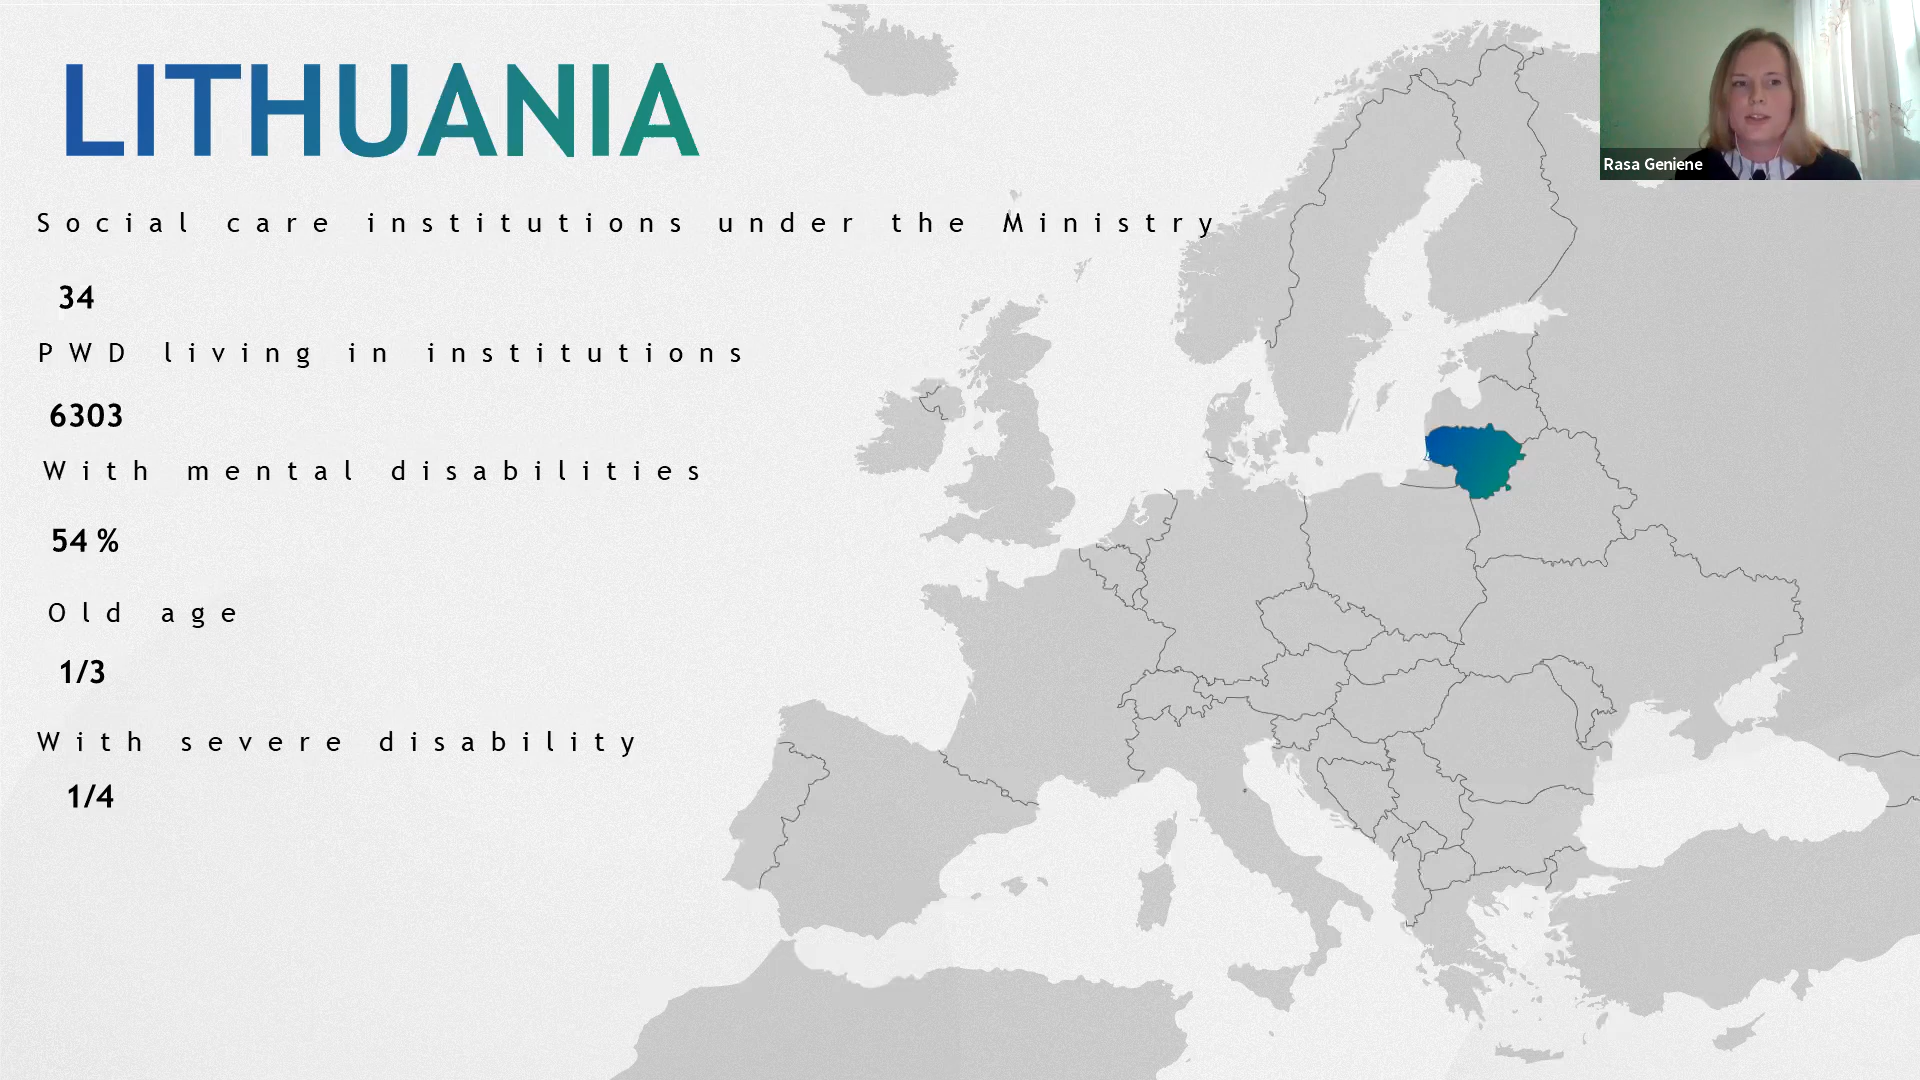 LITHUANIA
Social care institutions under the Ministry
34
PWD living in institutions
6303
With mental disabilities
54 %
Old age
1/3
With severe disability
1/4
Rasa Geniene